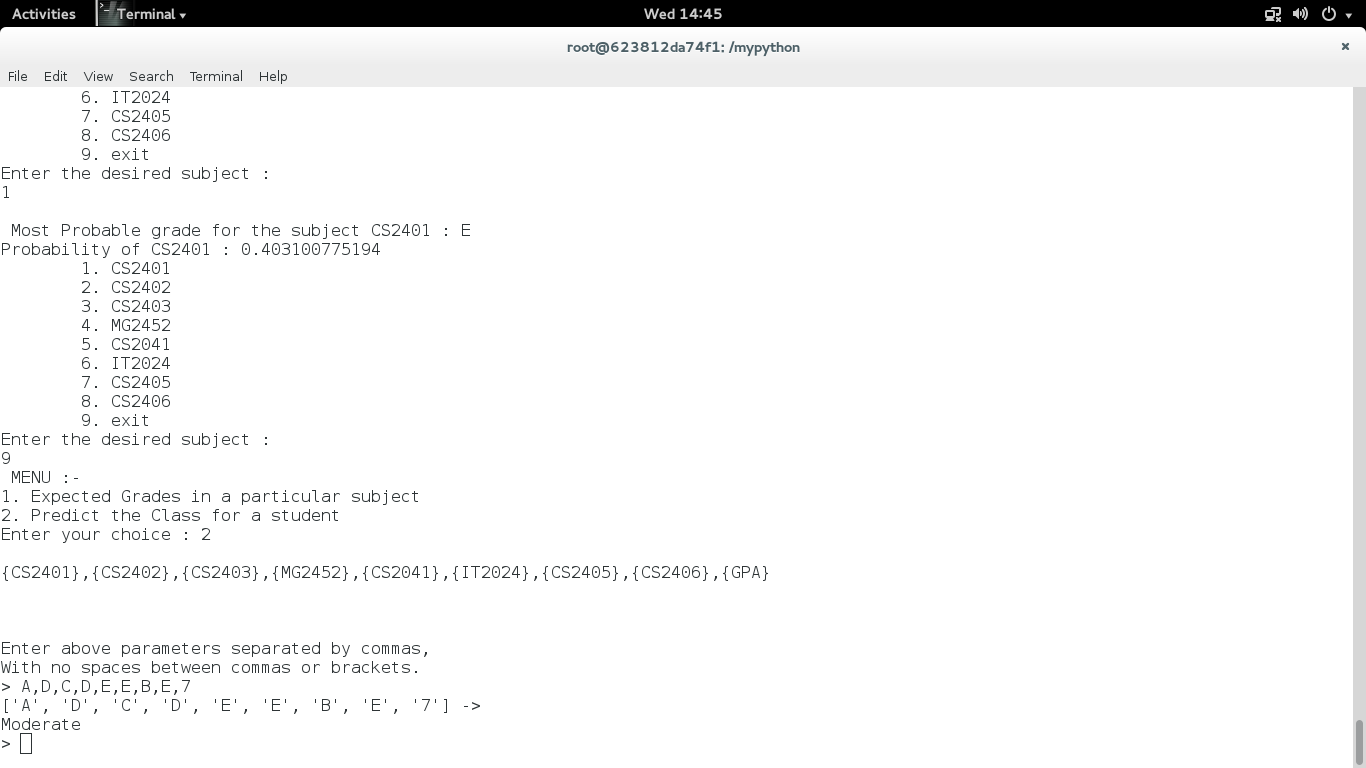 Activities Terminal Wed 14:45
root@623812da74f1: /mypython
File Edit View Search Terminal Help
6. IT2024
7. CS2405
8. CS2406
9. exit
Enter the desired subject :
1
Most Probable grade for the subject CS2401 : E
Probability of CS2401 : 0.403100775194
1. CS2401
2. CS2402
3. CS2403
4. MG2452
5. CS2041
6. IT2024
7. CS2405
8. CS2406
9. exit
Enter the desired subject :
9
MENU :-
1. Expected Grades in a particular subject
2. Predict the Class for a student
Enter your choice : 2
{CS2401},{CS2402},{CS2403},{MG2452},{CS2041},{IT2024},{CS2405},{CS2406},{GPA}
Enter above parameters separated by commas,
With no spaces between commas or brackets.
> A,D,C,D,E,E,B,E,7
['A', 'D', 'C', 'D', 'E', 'E', 'B', 'E', '7'] ->
Moderate
>